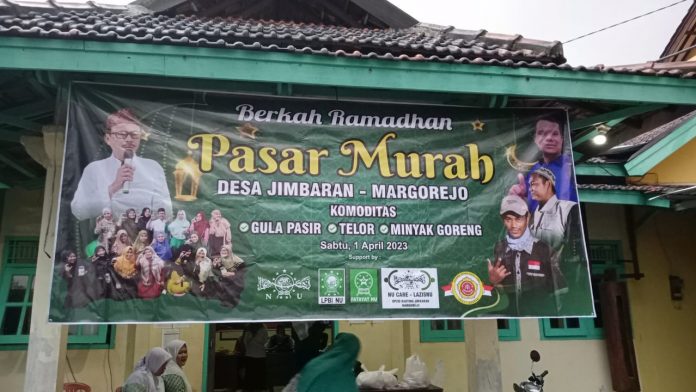 Berkah Ramadhan
Pasar Murah
DESA JIMBARAN - MARGOREJO
KOMODITAS
GULA PASIR TELOR MINYAK GORENG
Sabtu, 1 April 2023
Support by :
NU
LPBI NU
FATAYAT NU
NU CARE - LAZISNU